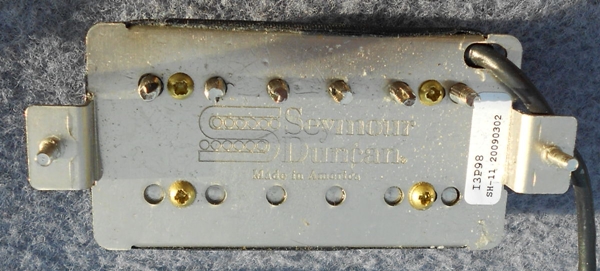 Seymour
Duncan.
Made in America
I3P98
SH-11 20090302